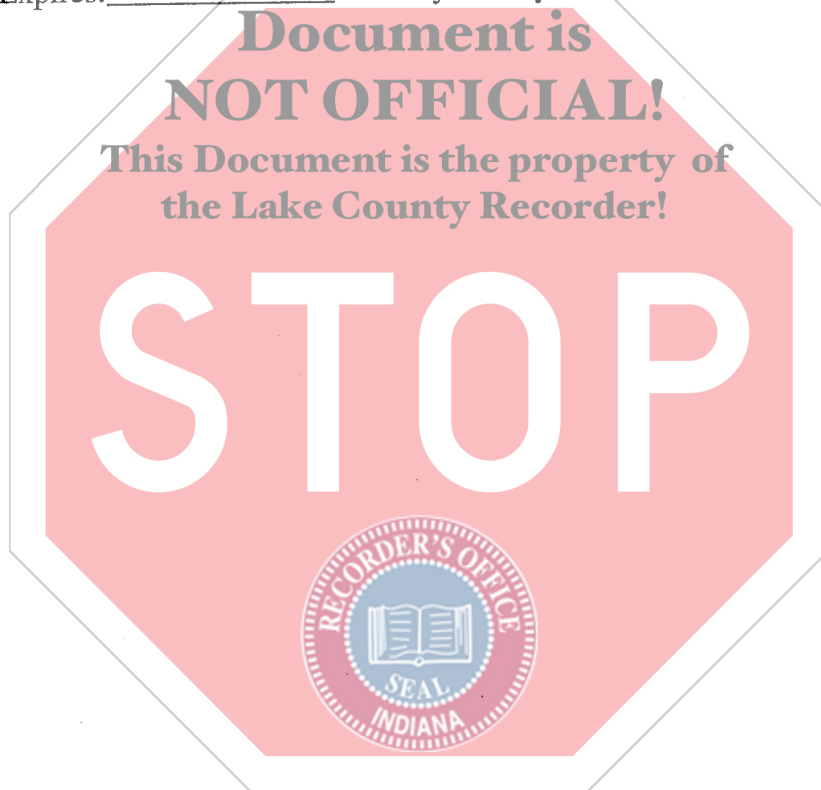 Expires:
Document is
NOT OFFICIAL!
This Document is the property of
the Lake County Recorder!
STOP
RECORDER'S OFFICE
SEAL
INDIANA